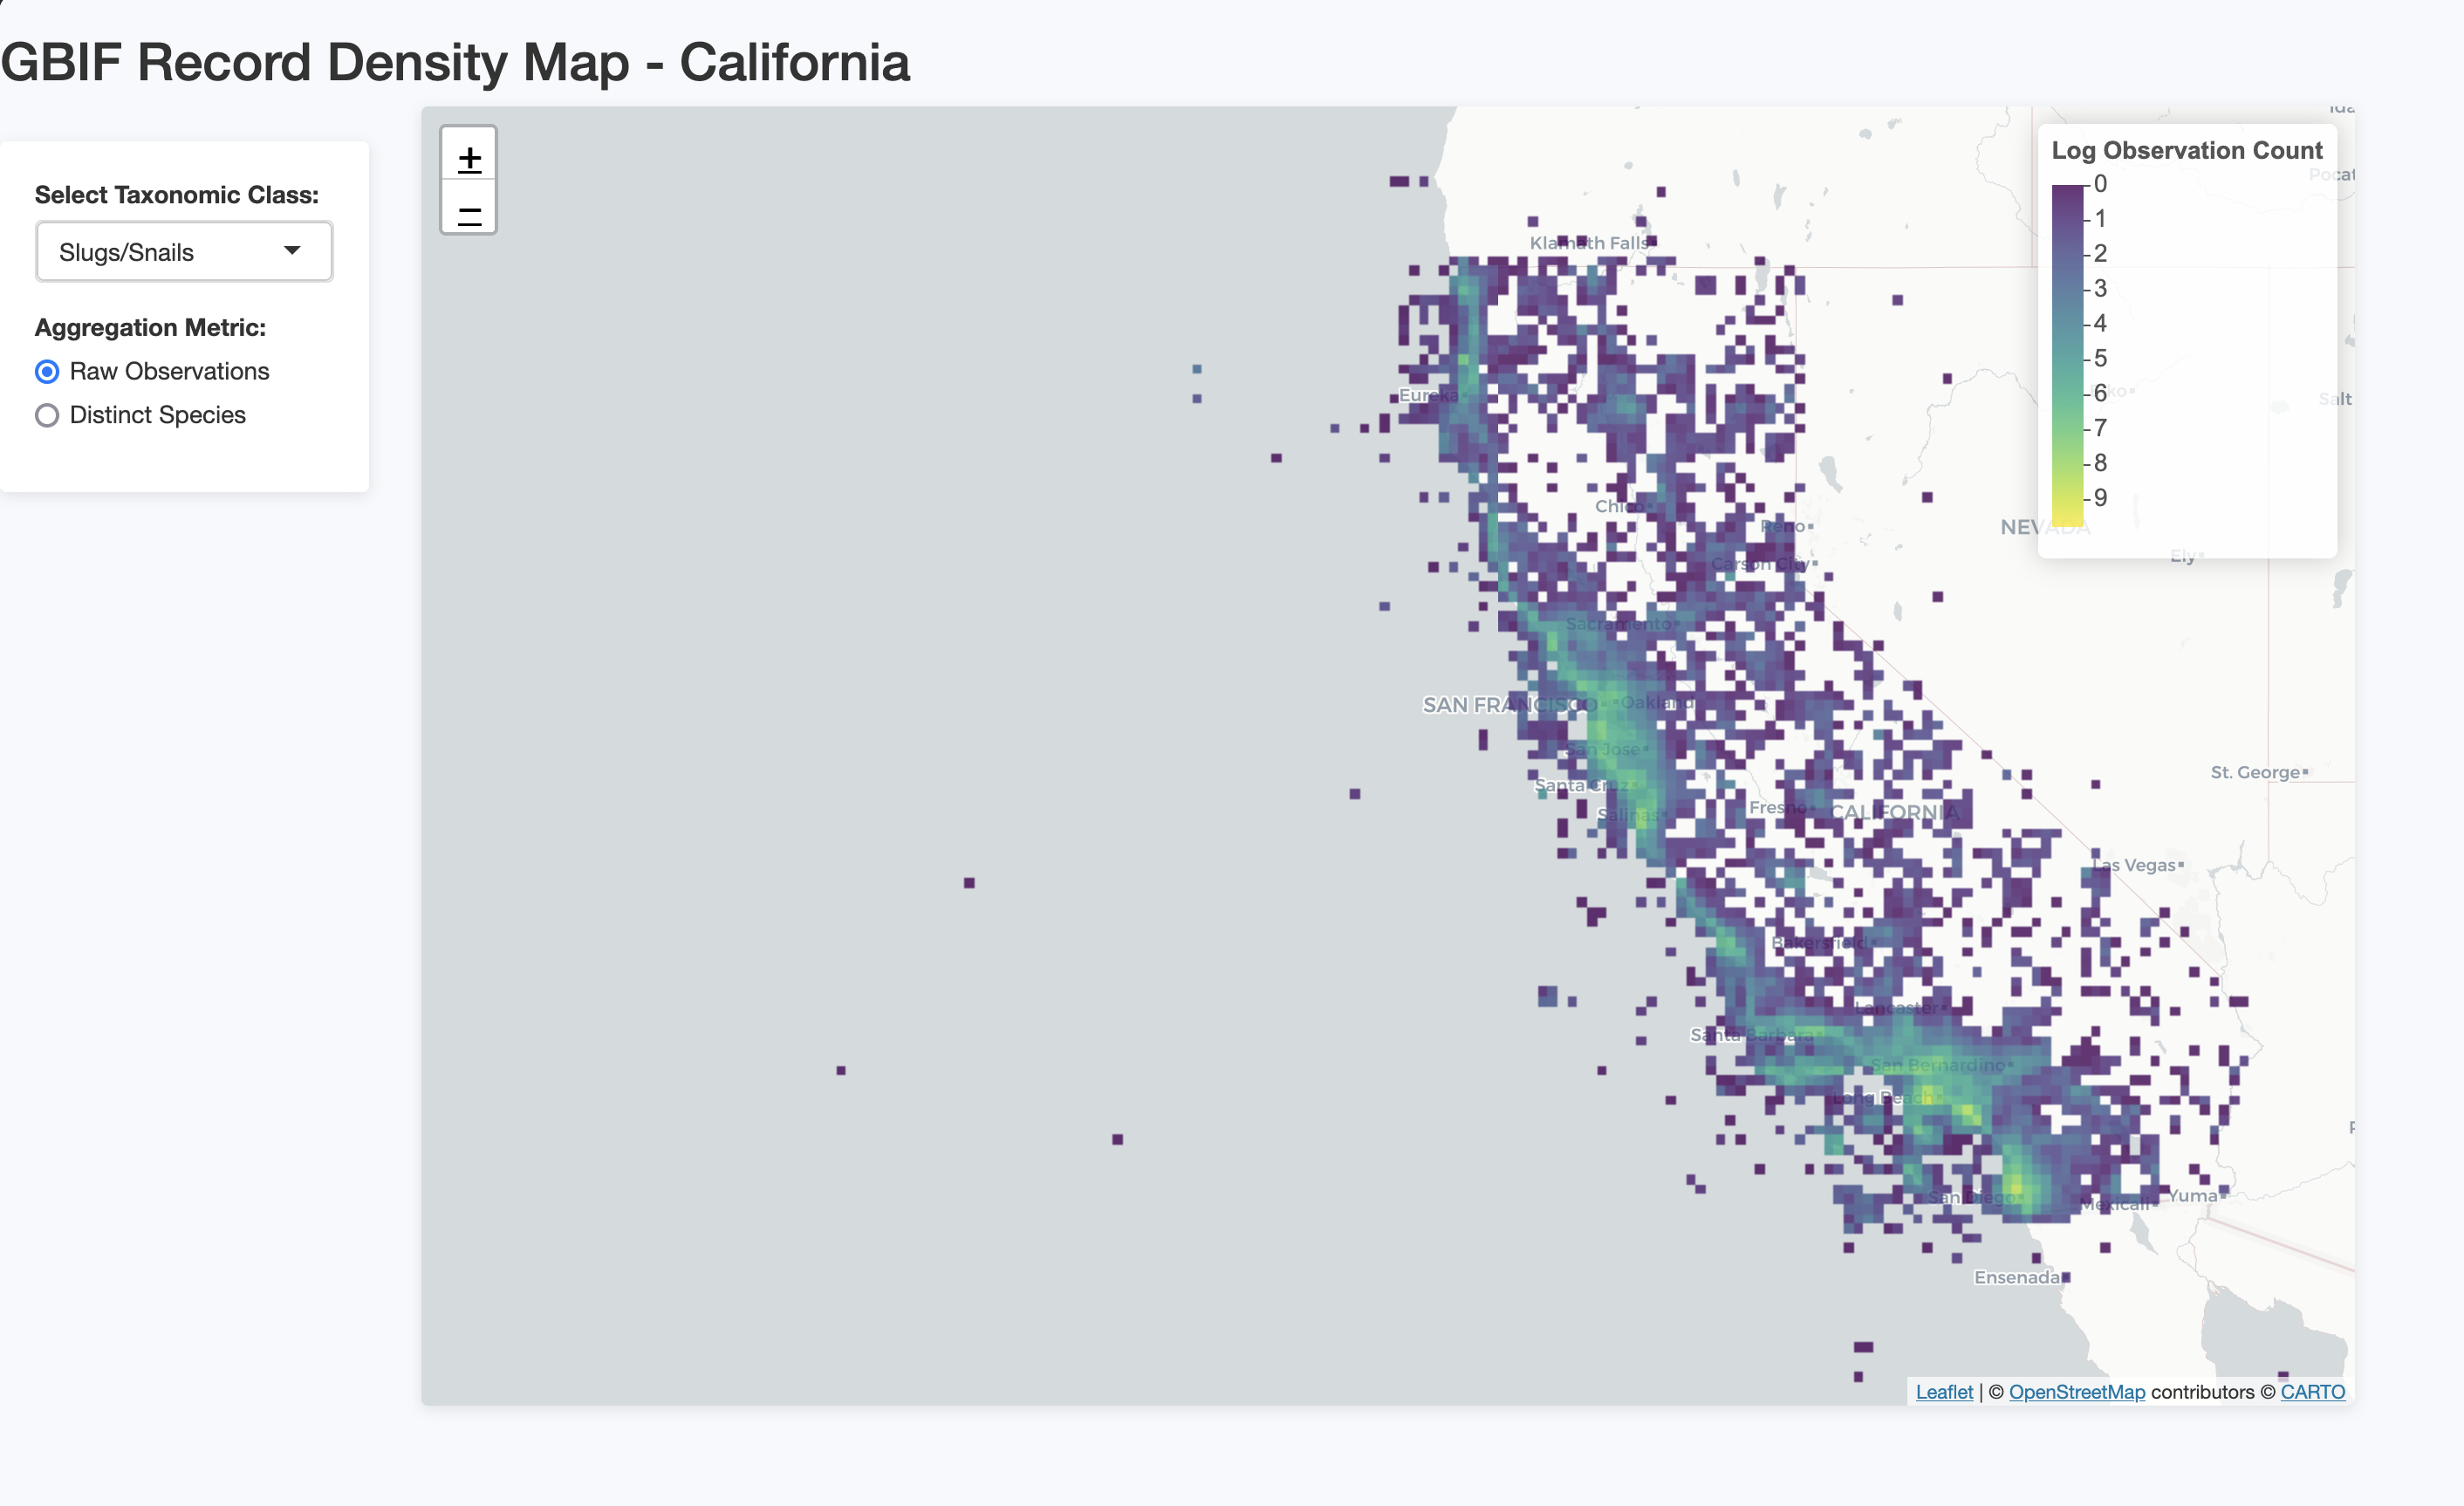 GBIF Record Density Map - California
Select Taxonomic Class:
Slugs/Snails
Aggregation Metric:
Raw Observations
Distinct Species
+
−
Log Observation Count
0
1
2
3
4
5
6
7
8
9
Pocat
Klamath Falls
Eureka
Salt
Chico
Reno
NEVADA
Ely
Carson City
Sacramento
SAN FRANCISCO
Oakland
San Jose
St. George
Santa Cruz
Salinas
Fresno
CALIFORNIA
Las Vegas
Bakersfield
Lancaster
Santa Barbara
San Bernardino
Long Beach
San Diego
Mexicali
Yuma
Ensenada
Leaflet | © OpenStreetMap contributors © CARTO